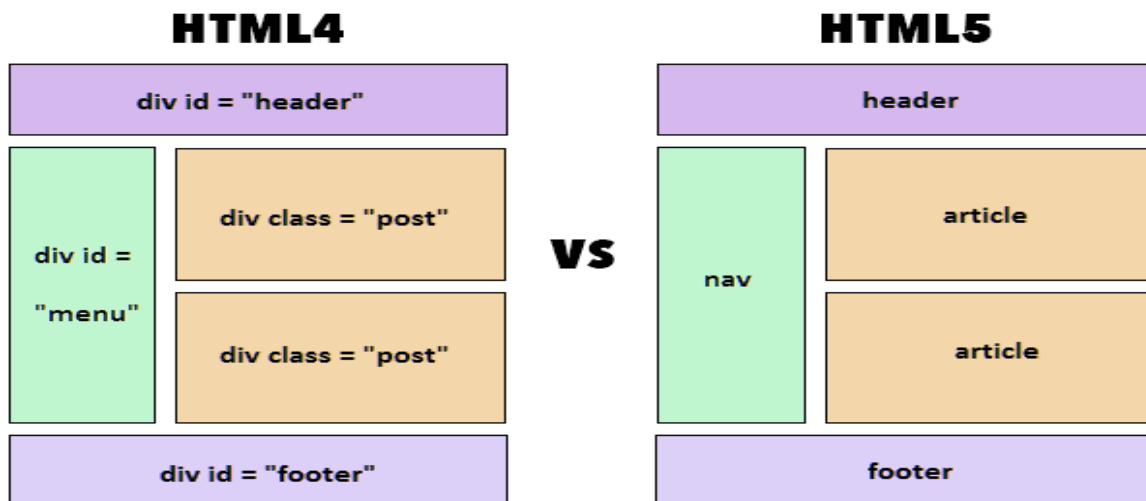 HTML4
div id = "header"
div id =
"menu"
div class = "post"
div class = "post"
div id = "footer"
VS
HTML5
header
nav
article
article
footer